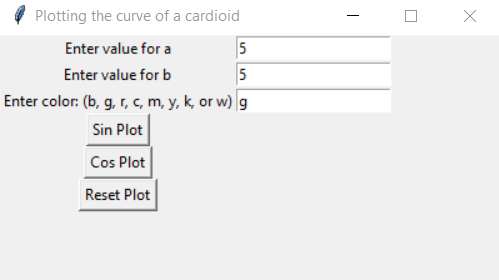 Plotting the curve of a cardioid
Enter value for a 5
Enter value for b 5
Enter color: (b, g, r, c, m, y, k, or w) g
Sin Plot
Cos Plot
Reset Plot